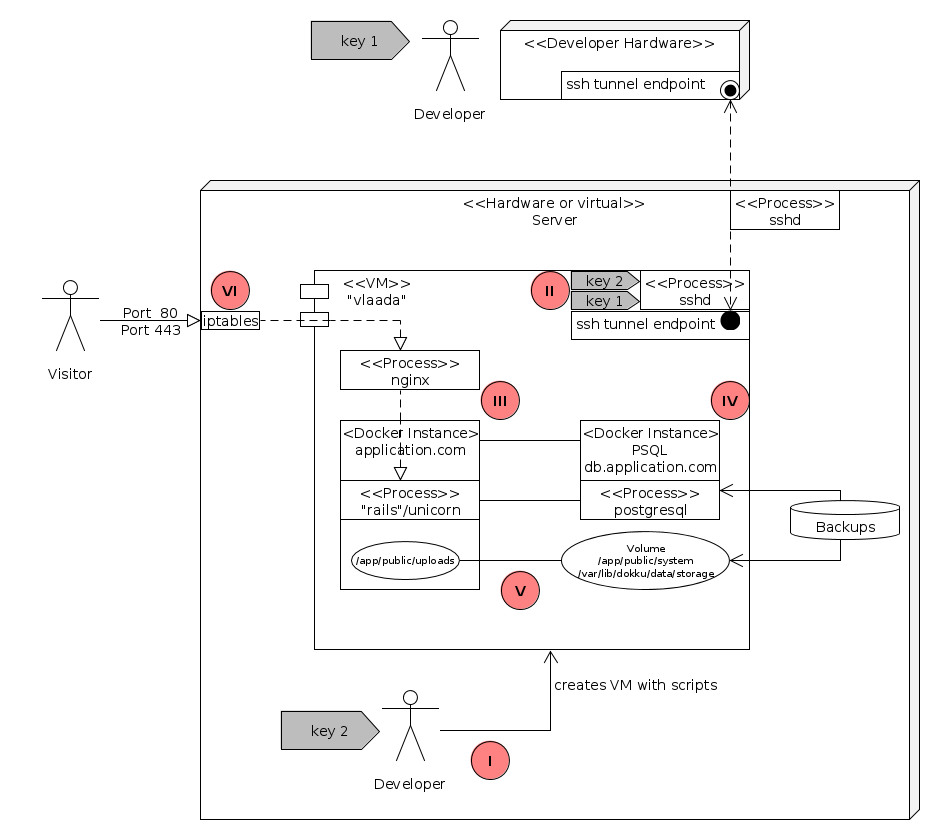 key 1
Developer
<<Developer Hardware>>
ssh tunnel endpoint
<<Hardware or virtual>>
Server
<<Process>>
sshd
<<VM>>
"vlaada"
II
key 2
key 1
<<Process>>
sshd
ssh tunnel endpoint
VI
Port  80
Port 443
iptables
Visitor
<<Process>>
nginx
III
IV
<Docker Instance>
application.com
<<Process>>
"rails"/unicorn
/app/public/uploads
<Docker Instance>
PSQL
db.application.com
<<Process>>
postgresql
Volume
/app/public/system
/var/lib/dokku/data/storage
Backups
V
creates VM with scripts
key 2
Developer
I